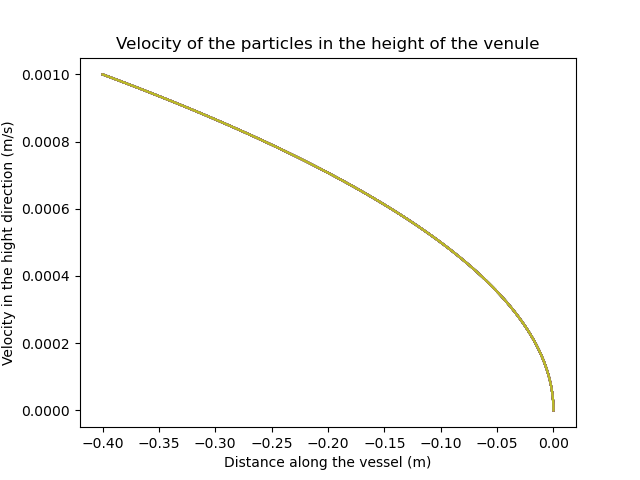 Velocity of the particles in the height of the venule
Velocity in the hight direction (m/s)
0.0010
0.0008
0.0006
0.0004
0.0002
0.0000
−0.40 −0.35 −0.30 −0.25 −0.20 −0.15 −0.10 −0.05 0.00
Distance along the vessel (m)